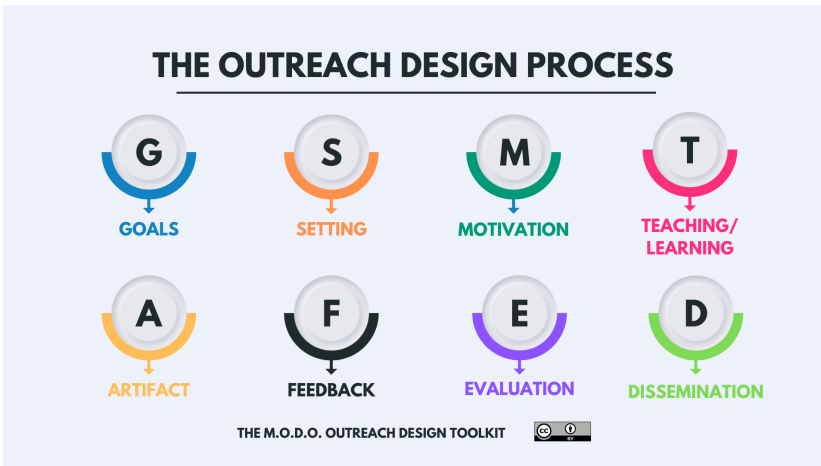 THE OUTREACH DESIGN PROCESS
G S M T
GOALS SETTING MOTIVATION TEACHING/
LEARNING
A F E D
ARTIFACT FEEDBACK EVALUATION DISSEMINATION
THE M.O.D.O. OUTREACH DESIGN TOOLKIT
cc BY